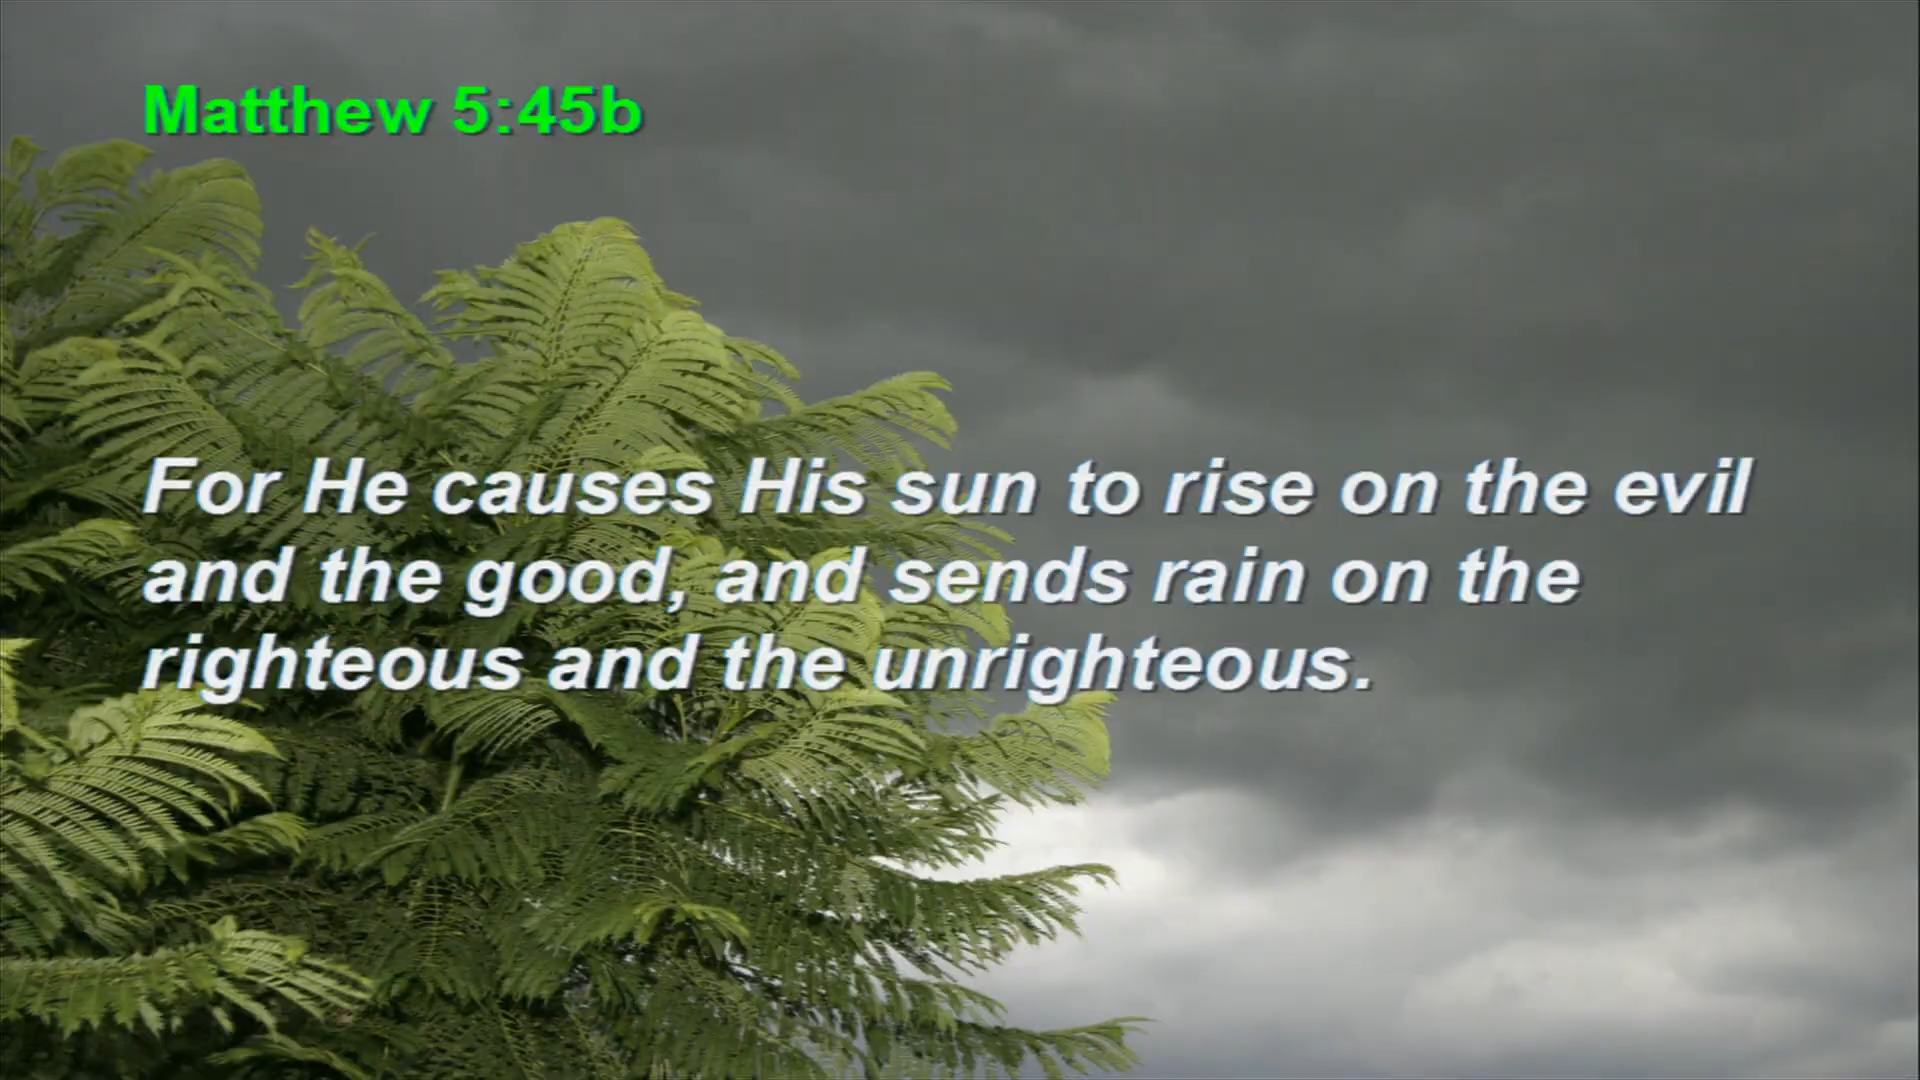 Matthew 5:45b
For He causes His sun to rise on the evil
and the good, and sends rain on the
righteous and the unrighteous.